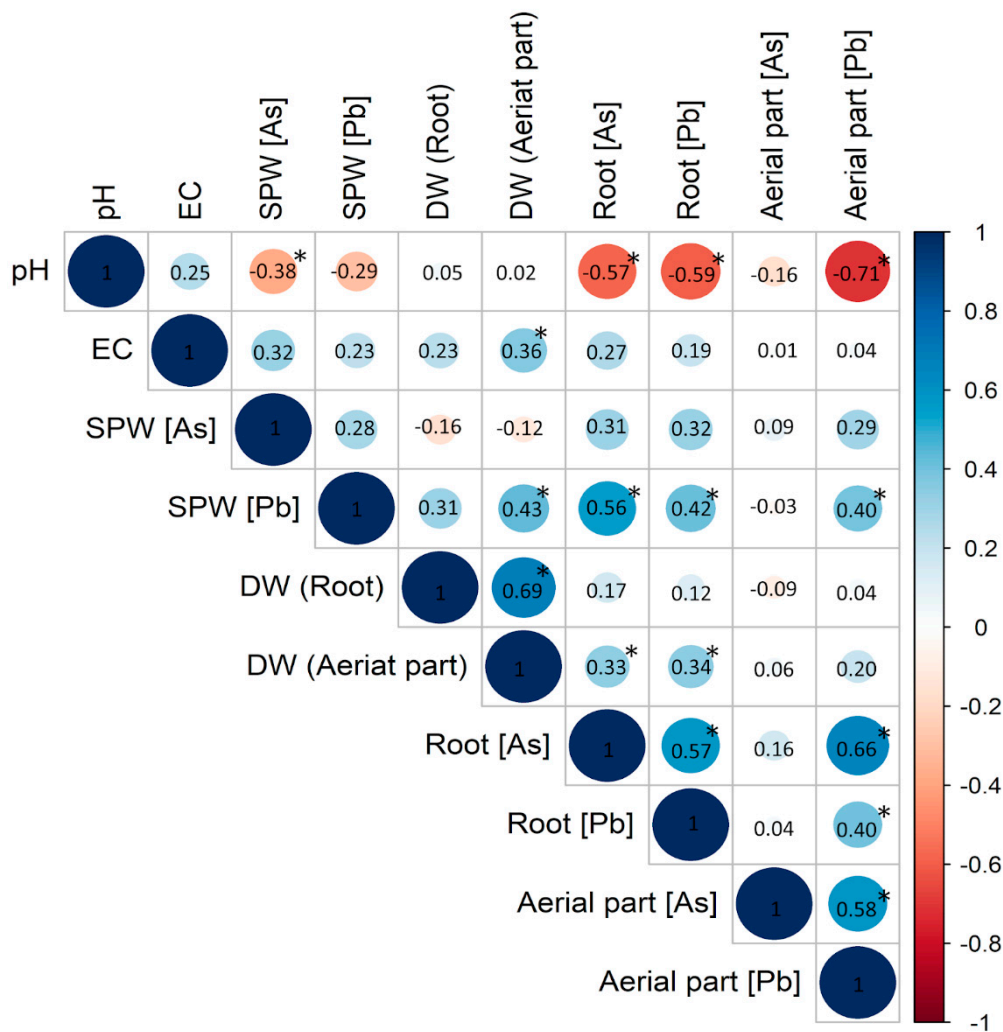 pH
EC
SPW [As]
SPW [Pb]
DW (Root)
DW (Aeriat part)
Root [As]
Root [Pb]
Aerial part [As]
Aerial part [Pb]
pH 1 0.25 -0.38* -0.29 0.05 0.02 -0.57* -0.59* -0.16 -0.71*
EC 1 0.32 0.23 0.23 0.36* 0.27 0.19 0.01 0.04
SPW [As] 1 0.28 -0.16 -0.12 0.31 0.32 0.09 0.29
SPW [Pb] 1 0.31 0.43* 0.56* 0.42* -0.03 0.40*
DW (Root) 1 0.69* 0.17 0.12 -0.09 0.04
DW (Aeriat part) 1 0.33* 0.34* 0.06 0.20
Root [As] 1 0.57* 0.16 0.66*
Root [Pb] 1 0.04 0.40*
Aerial part [As] 1 0.58*
Aerial part [Pb] 1
1
0.8
0.6
0.4
0.2
0
-0.2
-0.4
-0.6
-0.8
-1